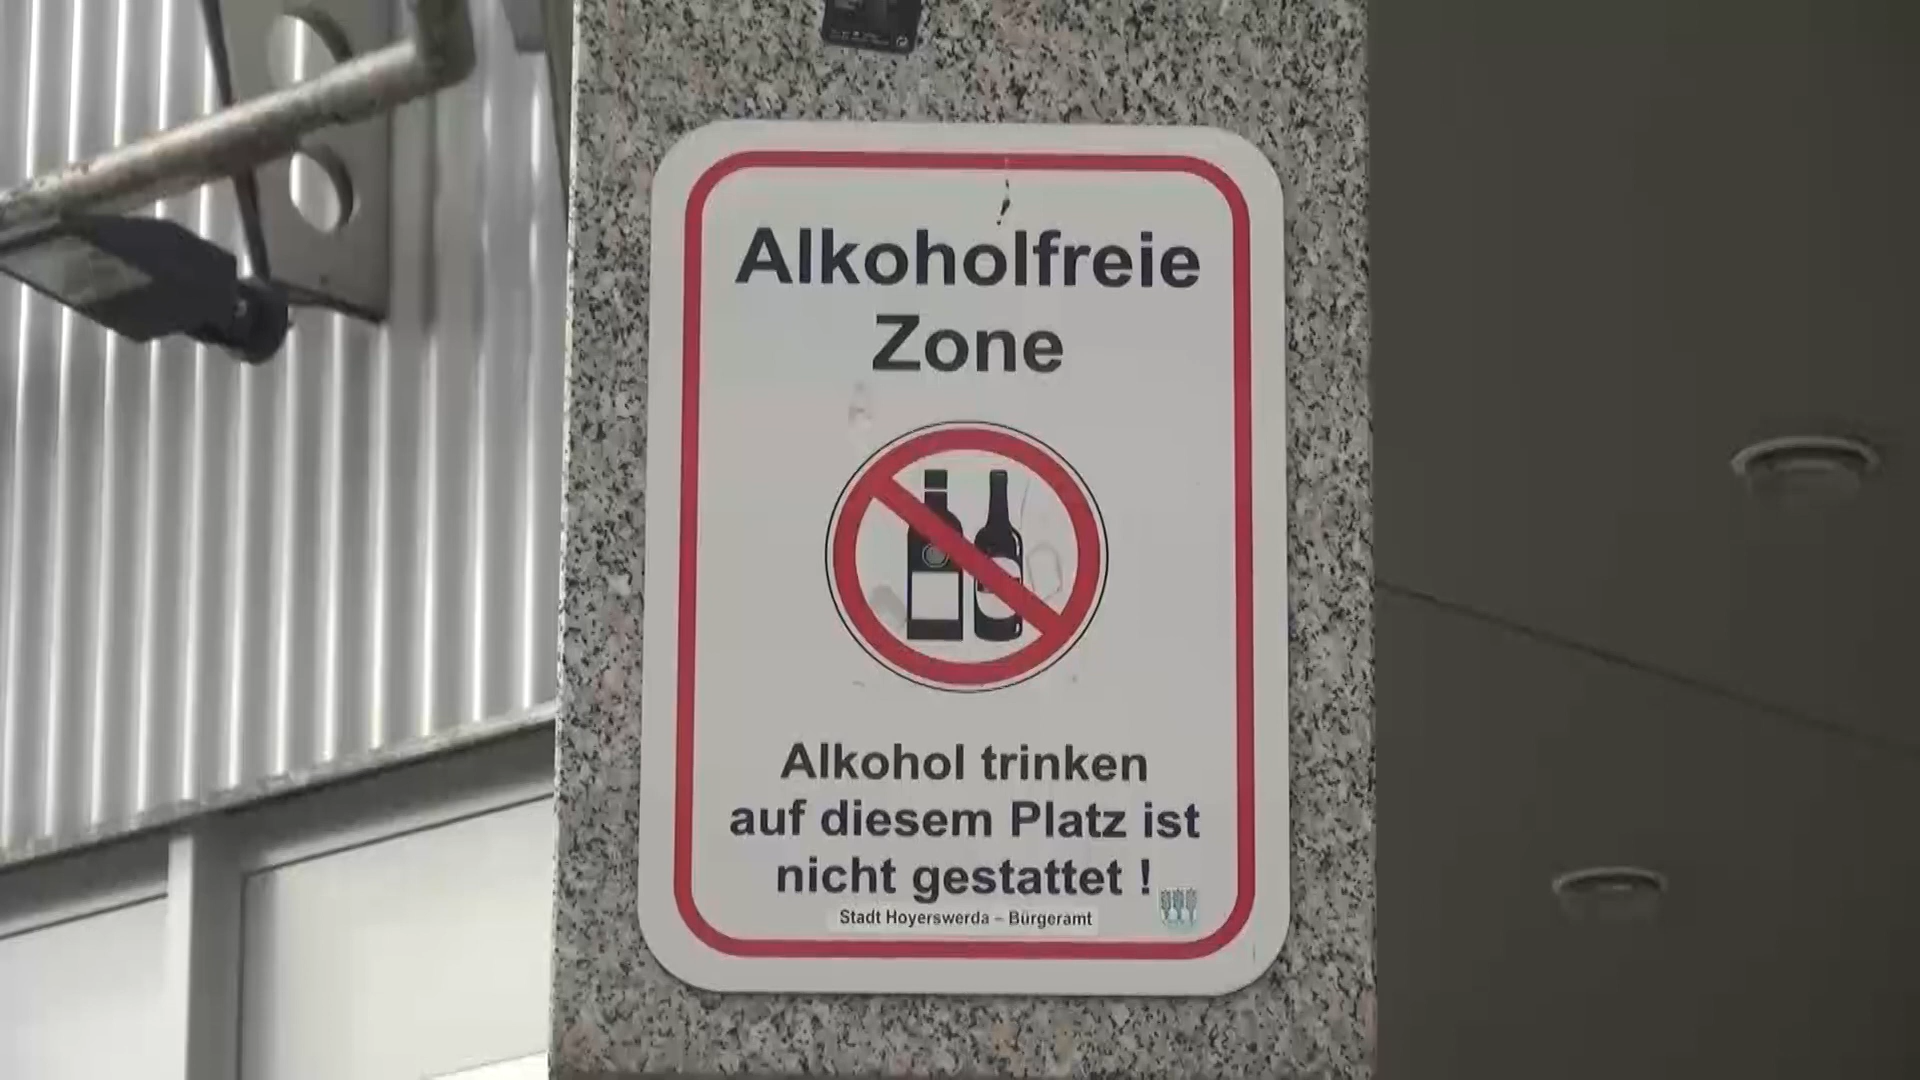 Alkoholfreie
Zone
Alkohol trinken
auf diesem Platz ist
nicht gestattet !
Stadt Hoyerswerda – Bürgeramt